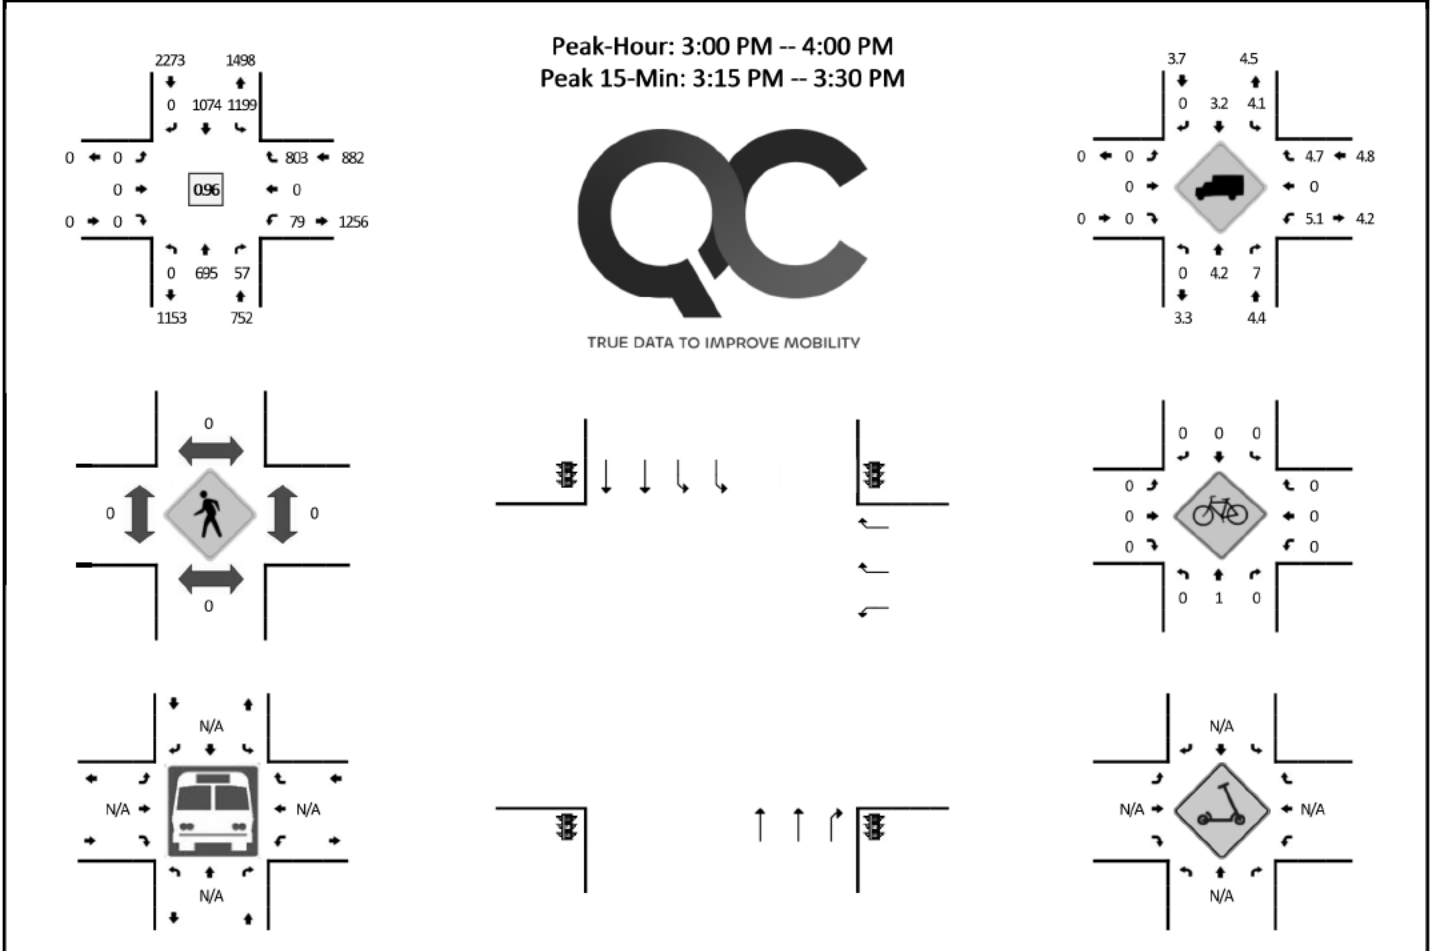 Peak-Hour: 3:00 PM -- 4:00 PM
Peak 15-Min: 3:15 PM -- 3:30 PM
2273 1498
0 1074 1199
0 0 803 882
0 0.96 0
0 0 79 1256
0 695 57
1153 752
QC
TRUE DATA TO IMPROVE MOBILITY
3.7 4.5
0 3.2 4.1
0 0 4.7 4.8
0 0
0 0 5.1 4.2
0 4.2 7
3.3 4.4
0
0 0
0
0 0 0
0 0
0 0
0 0
0 1 0
N/A
N/A N/A
N/A
N/A
N/A N/A
N/A